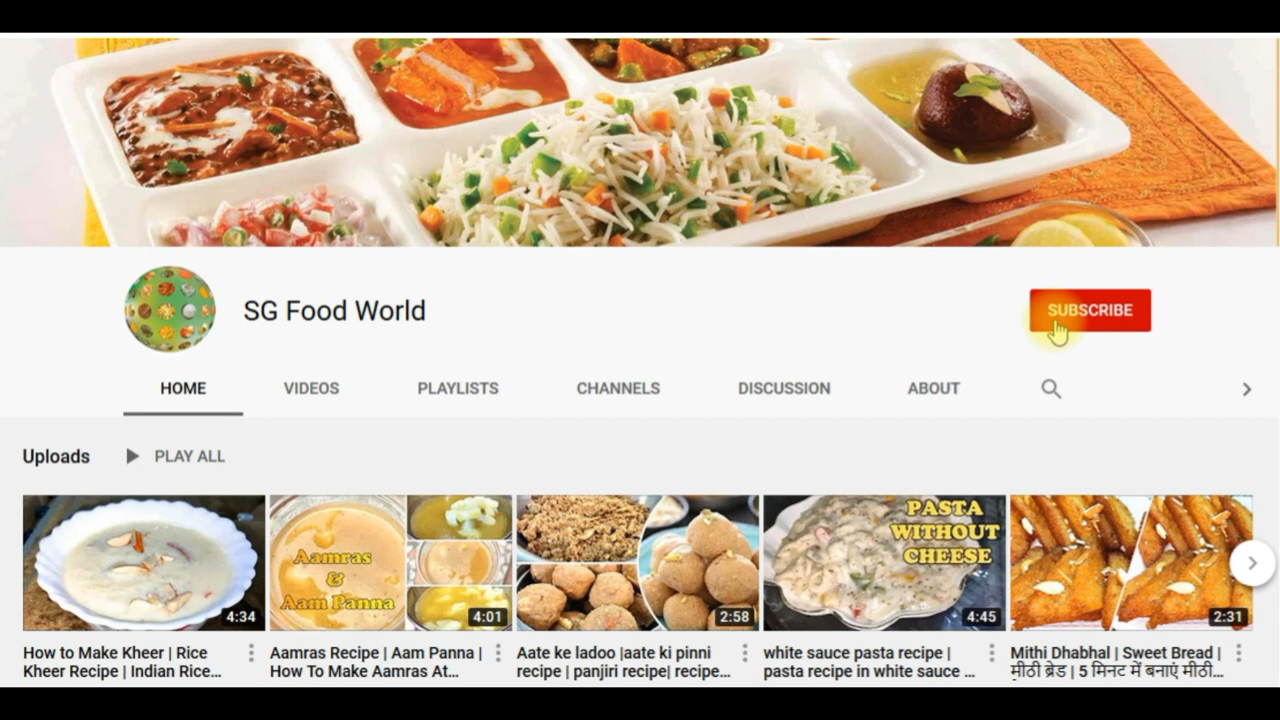 SG Food World
SUBSCRIBE
HOME
VIDEOS
PLAYLISTS
CHANNELS
DISCUSSION
ABOUT
Uploads
PLAY ALL
Aamras
&
Aam Panna
PASTA
WITHOUT
CHEESE
4:34
4:01
2:58
4:45
2:31
How to Make Kheer | Rice
Kheer Recipe | Indian Rice...
Aamras Recipe | Aam Panna |
How To Make Aamras At...
Aate ke ladoo |aate ki pinni
recipe | panjiri recipe| recipe...
white sauce pasta recipe |
pasta recipe in white sauce ...
Mithi Dhabhal | Sweet Bread |
मीठी ब्रेड | 5 मिनट में बनाएं मीठी...